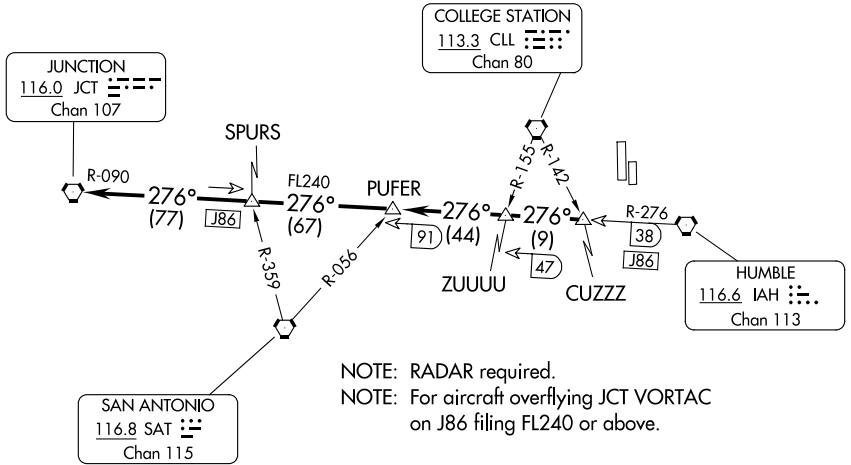 COLLEGE STATION
113.3 CLL
Chan 80
JUNCTION
116.0 JCT
Chan 107
SPURS
R-090
276°
(77)
J86
FL240
276°
(67)
PUFER
91
276°
(44)
R-155
R-142
276°
(9)
ZUUUU
47
CUZZZ
R-276
38
J86
HUMBLE
116.6 IAH
Chan 113
R-359
R-056
SAN ANTONIO
116.8 SAT
Chan 115
NOTE: RADAR required.
NOTE: For aircraft overflying JCT VORTAC
on J86 filing FL240 or above.